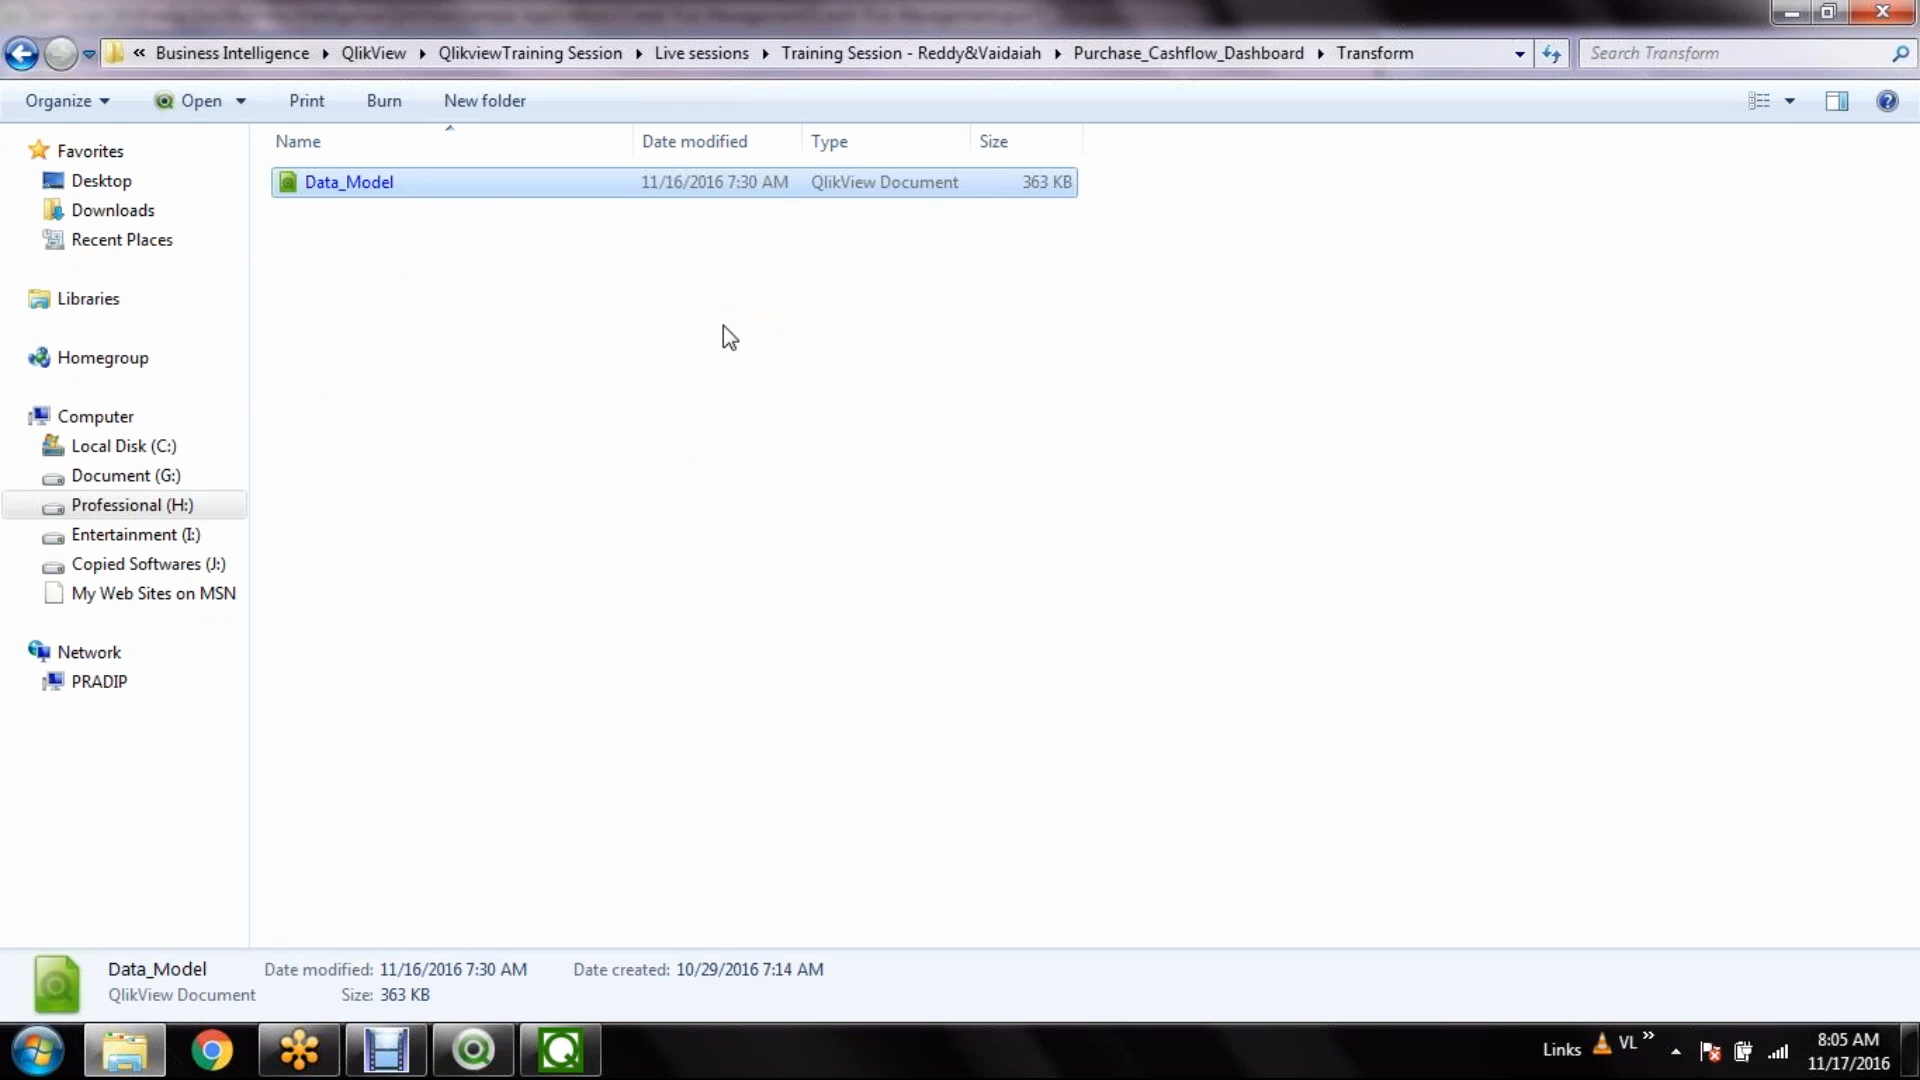 « Business Intelligence ▸ QlikView ▸ QlikviewTraining Session ▸ Live sessions ▸ Training Session - Reddy&Vaidaiah ▸ Purchase_Cashflow_Dashboard ▸ Transform
Search Transform
Organize Open Print Burn New folder
Name Date modified Type Size
Data_Model 11/16/2016 7:30 AM QlikView Document 363 KB
Favorites
Desktop
Downloads
Recent Places
Libraries
Homegroup
Computer
Local Disk (C:)
Document (G:)
Professional (H:)
Entertainment (I:)
Copied Softwares (J:)
My Web Sites on MSN
Network
PRADIP
Data_Model Date modified: 11/16/2016 7:30 AM Date created: 10/29/2016 7:14 AM
QlikView Document Size: 363 KB
Links VL » 8:05 AM
11/17/2016